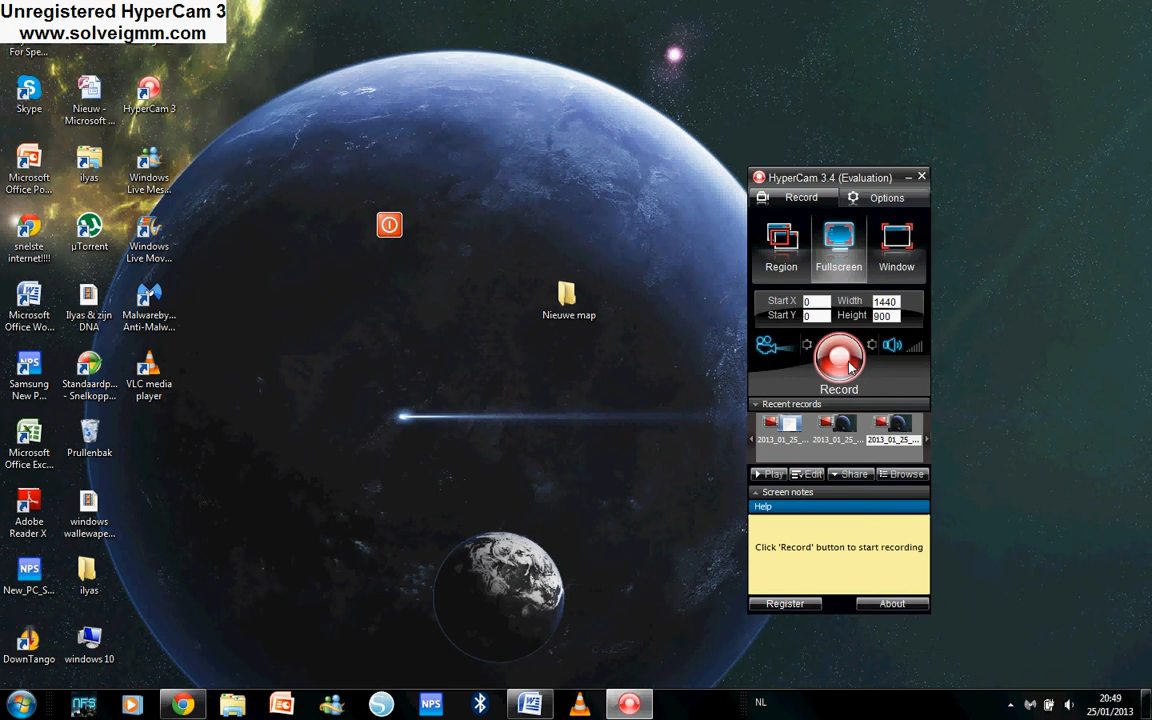 Unregistered HyperCam 3
www.solveigmm.com
For Spe...
Skype
Nieuw -
Microsoft ...
HyperCam 3
Microsoft
Office Po...
ilyas
Windows
Live Mes...
snelste
internet!!!!
µTorrent
Windows
Live Mov...
Microsoft
Office Wo...
Ilyas & zijn
DNA
Malwareby...
Anti-Malw...
Samsung
New P...
Standaardp...
- Snelkopp...
VLC media
player
Microsoft
Office Exc...
Prullenbak
Adobe
Reader X
windows
wallewape...
New_PC_S...
ilyas
DownTango
windows 10
Nieuwe map
HyperCam 3.4 (Evaluation)
Record
Options
Region
Fullscreen
Window
Start X 0 Width 1440
Start Y 0 Height 900
Record
Recent records
2013_01_25_...
2013_01_25_...
2013_01_25_...
Play
Edit
Share
Browse
Screen notes
Help
Click 'Record' button to start recording
Register
About
NPS
NPS
NFS
NPS
NL
20:49
25/01/2013